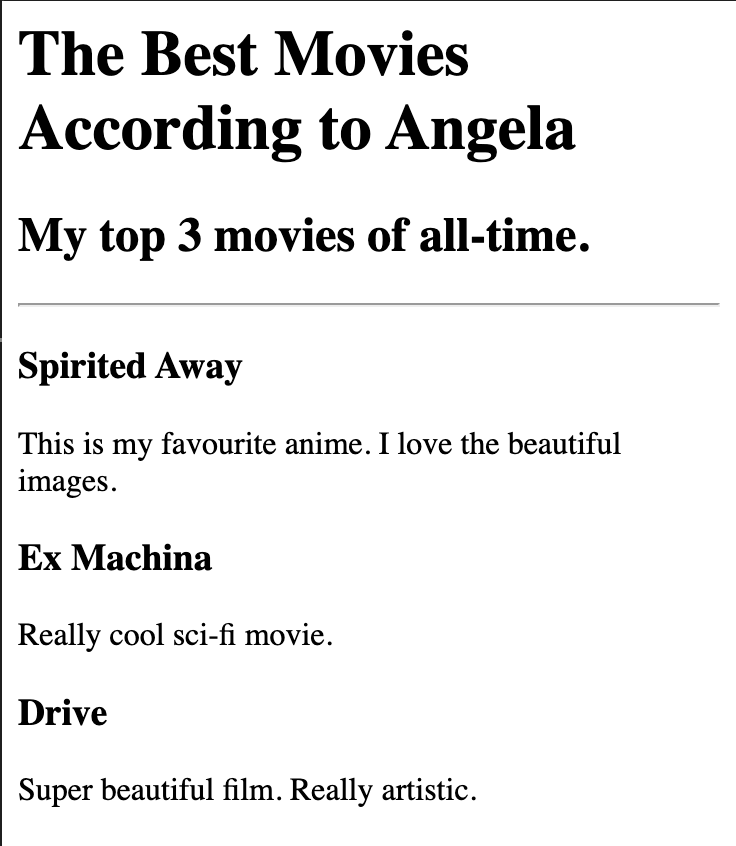 The Best Movies
According to Angela
My top 3 movies of all-time.
Spirited Away
This is my favourite anime. I love the beautiful
images.
Ex Machina
Really cool sci-fi movie.
Drive
Super beautiful film. Really artistic.